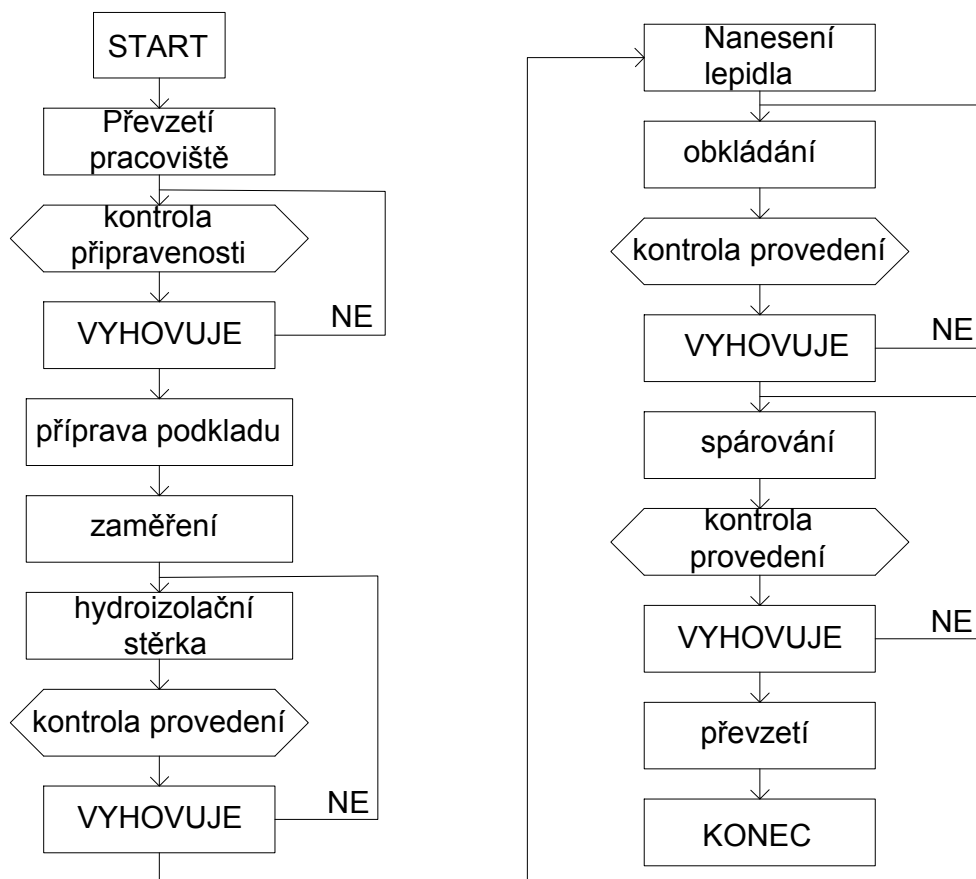 START
Převzetí
pracoviště
kontrola
připravenosti
VYHOVUJE
NE
příprava podkladu
zaměření
hydroizolační
stěrka
kontrola provedení
VYHOVUJE
NE
Nanesení
lepidla
obkládání
kontrola provedení
VYHOVUJE
NE
spárování
kontrola
provedení
VYHOVUJE
NE
převzetí
KONEC